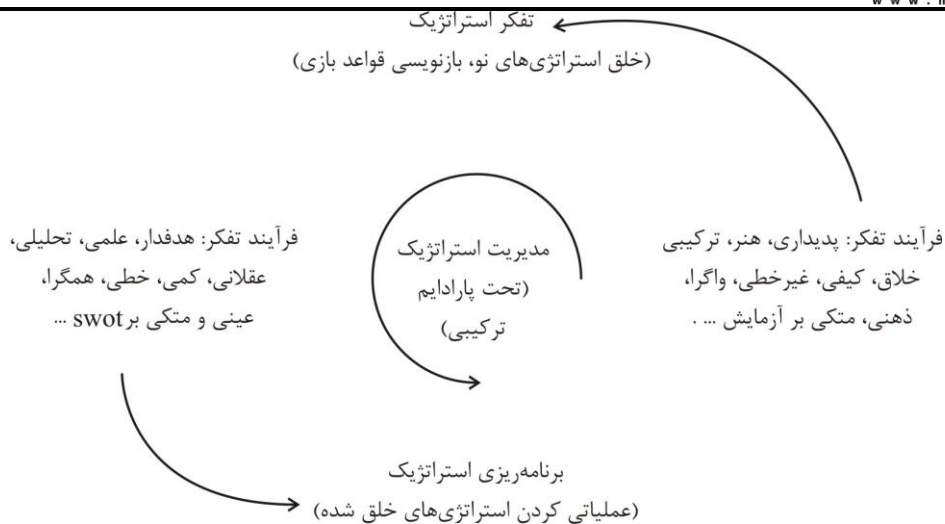 تفکر استراتژیک
(خلق استراتژی‌های نو، بازنویسی قواعد بازی)
فرآیند تفکر: پدیداری، هنر، ترکیبی
خلاق، کیفی، غیرخطی، واگرا،
ذهنی، متکی بر آزمایش ... .
مدیریت استراتژیک
(تحت پارادایم
ترکیبی)
فرآیند تفکر: هدفدار، علمی، تحلیلی،
عقلانی، کمی، خطی، همگرا،
عینی و متکی بر swot ...
برنامه‌ریزی استراتژیک
(عملیاتی کردن استراتژی‌های خلق شده)